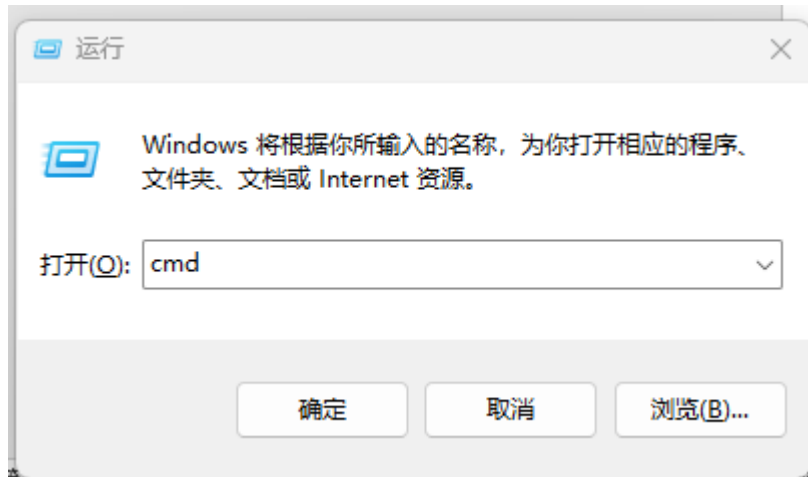 运行
Windows 将根据你所输入的名称，为你打开相应的程序、
文件夹、文档或 Internet 资源。
打开(O): cmd
确定 取消 浏览(B)...